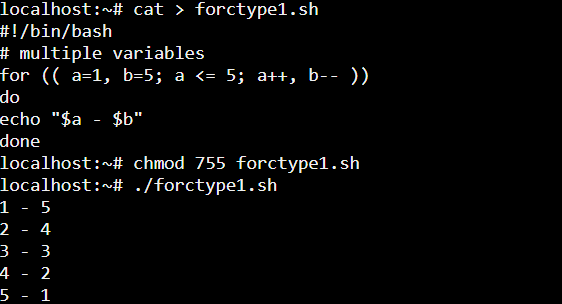 localhost:~# cat > forctype1.sh
#!/bin/bash
# multiple variables
for (( a=1, b=5; a <= 5; a++, b-- ))
do
echo "$a - $b"
done
localhost:~# chmod 755 forctype1.sh
localhost:~# ./forctype1.sh
1 - 5
2 - 4
3 - 3
4 - 2
5 - 1